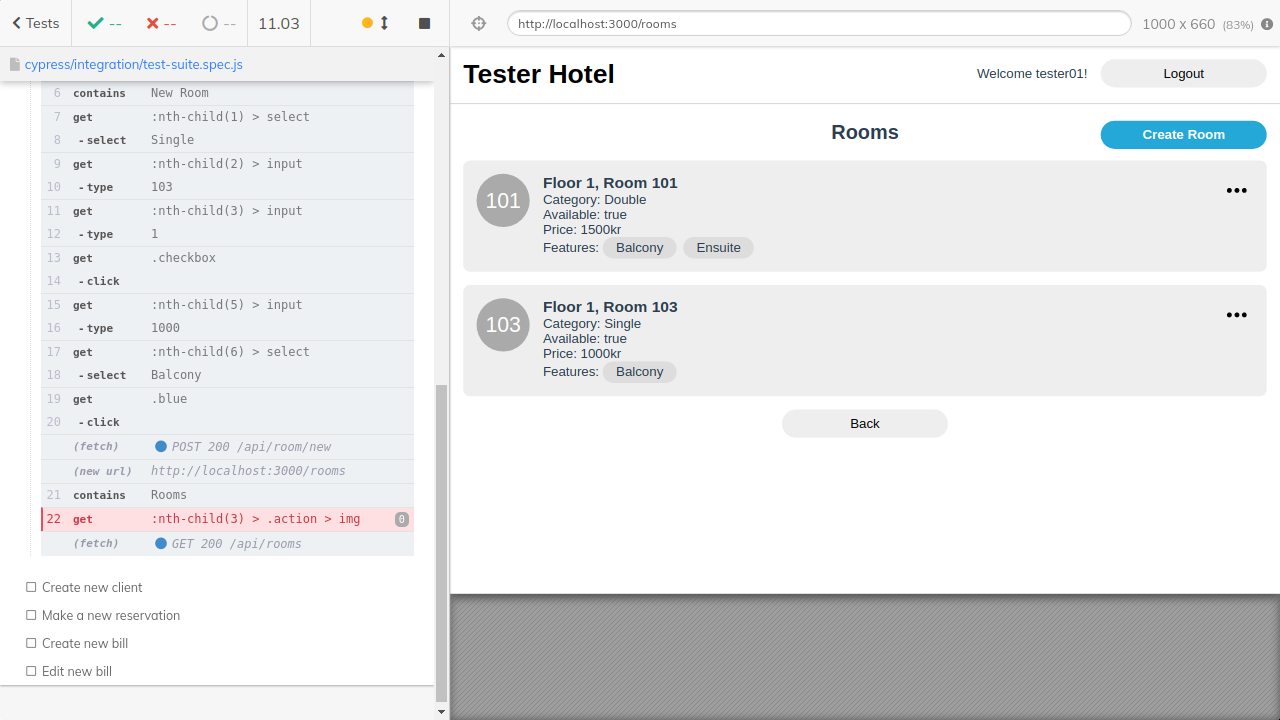 Tests
--
--
--
11.03
http://localhost:3000/rooms
1000 x 660 (83%)
cypress/integration/test-suite.spec.js
6 contains New Room
7 get :nth-child(1) > select
8 -select Single
9 get :nth-child(2) > input
10 -type 103
11 get :nth-child(3) > input
12 -type 1
13 get .checkbox
14 -click
15 get :nth-child(5) > input
16 -type 1000
17 get :nth-child(6) > select
18 -select Balcony
19 get .blue
20 -click
(fetch) POST 200 /api/room/new
(new url) http://localhost:3000/rooms
21 contains Rooms
22 get :nth-child(3) > .action > img 0
(fetch) GET 200 /api/rooms
Create new client
Make a new reservation
Create new bill
Edit new bill
Tester Hotel
Welcome tester01!
Logout
Rooms
Create Room
101
Floor 1, Room 101
Category: Double
Available: true
Price: 1500kr
Features: Balcony Ensuite
103
Floor 1, Room 103
Category: Single
Available: true
Price: 1000kr
Features: Balcony
Back